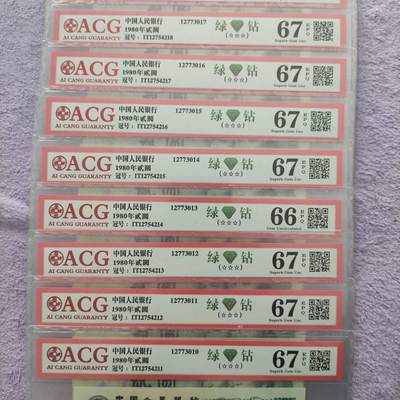 ACG
AI CANG GUARANTY
中国人民银行
1980年贰圆
冠号：IT12754218
12773017
绿 钻
(☆☆☆)
67
EPQ
Superb Gem Unc
ACG
AI CANG GUARANTY
中国人民银行
1980年贰圆
冠号：IT12754217
12773016
绿 钻
(☆☆☆)
67
EPQ
Superb Gem Unc
ACG
AI CANG GUARANTY
中国人民银行
1980年贰圆
冠号：IT12754216
12773015
绿 钻
(☆☆☆)
67
EPQ
Superb Gem Unc
ACG
AI CANG GUARANTY
中国人民银行
1980年贰圆
冠号：IT12754215
12773014
绿 钻
(☆☆☆)
67
EPQ
Superb Gem Unc
ACG
AI CANG GUARANTY
中国人民银行
1980年贰圆
冠号：IT12754214
12773013
绿 钻
(☆☆☆)
66
EPQ
Gem Uncirculated
ACG
AI CANG GUARANTY
中国人民银行
1980年贰圆
冠号：IT12754213
12773012
绿 钻
(☆☆☆)
67
EPQ
Superb Gem Unc
ACG
AI CANG GUARANTY
中国人民银行
1980年贰圆
冠号：IT12754212
12773011
绿 钻
(☆☆☆)
67
EPQ
Superb Gem Unc
ACG
AI CANG GUARANTY
中国人民银行
1980年贰圆
冠号：IT12754211
12773010
绿 钻
(☆☆☆)
67
EPQ
Superb Gem Unc